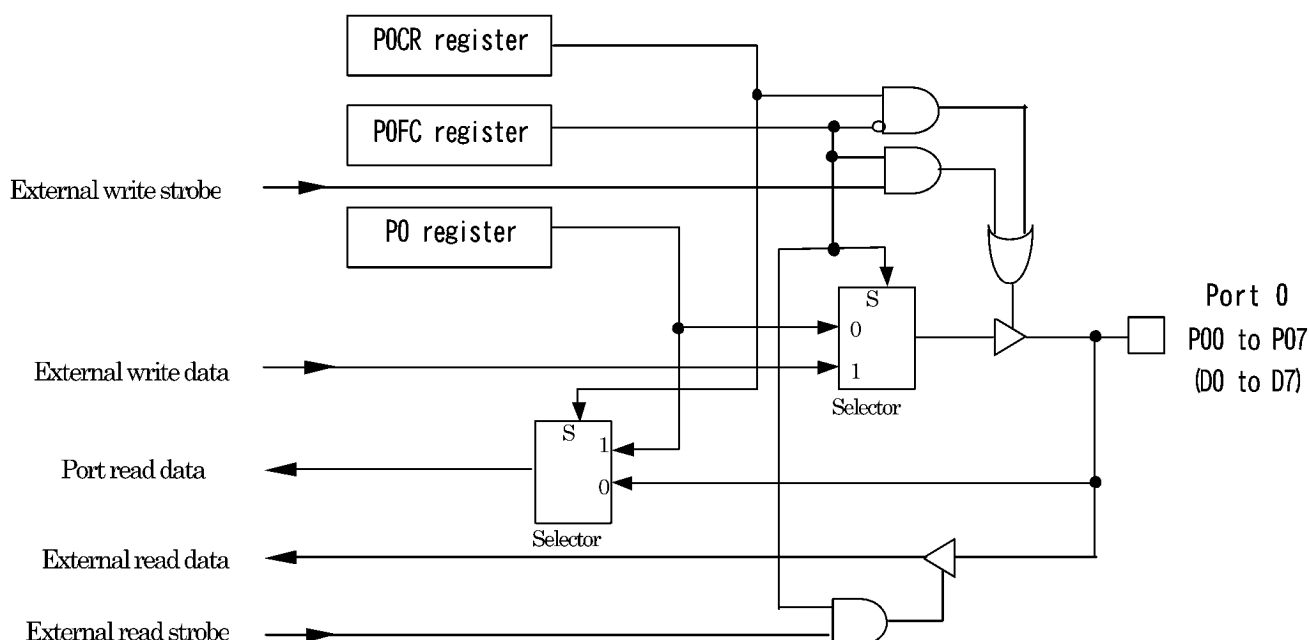 P0CR register
P0FC register
External write strobe
P0 register
S
Port 0
0
P00 to P07
External write data
1
(D0 to D7)
Selector
S
1
Port read data
0
Selector
External read data
External read strobe